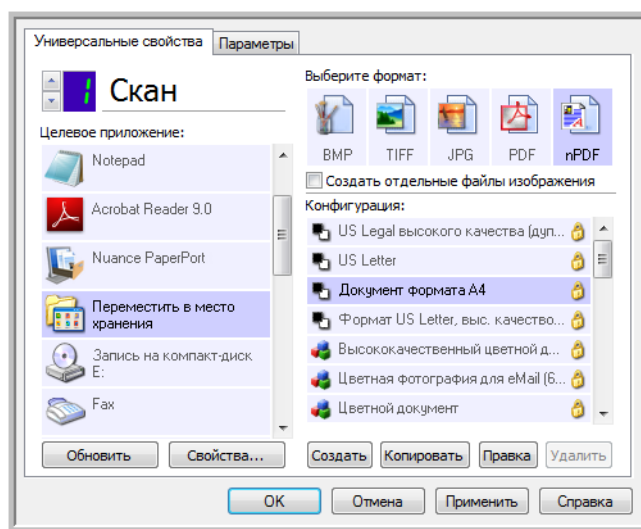 Универсальные свойства
Параметры
1
Скан
Целевое приложение:
Notepad
Acrobat Reader 9.0
Nuance PaperPort
Переместить в место
хранения
Запись на компакт-диск
E:
Fax
Обновить
Свойства...
Выберите формат:
BMP
TIFF
JPG
PDF
nPDF
Создать отдельные файлы изображения
Конфигурация:
US Legal высокого качества (дуп...
US Letter
Документ формата A4
Формат US Letter, выс. качество...
Высококачественный цветной д...
Цветная фотография для eMail (6...
Цветной документ
Создать
Копировать
Правка
Удалить
OK
Отмена
Применить
Справка